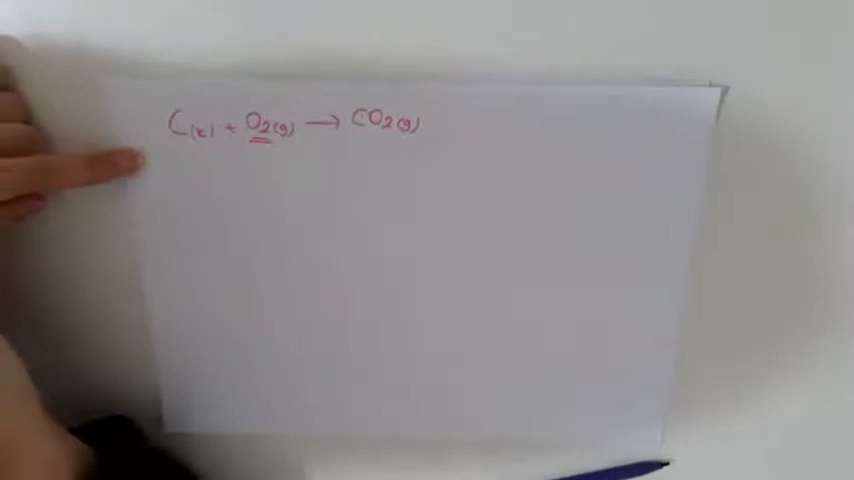 C(k) + O2(g) → CO2(g)